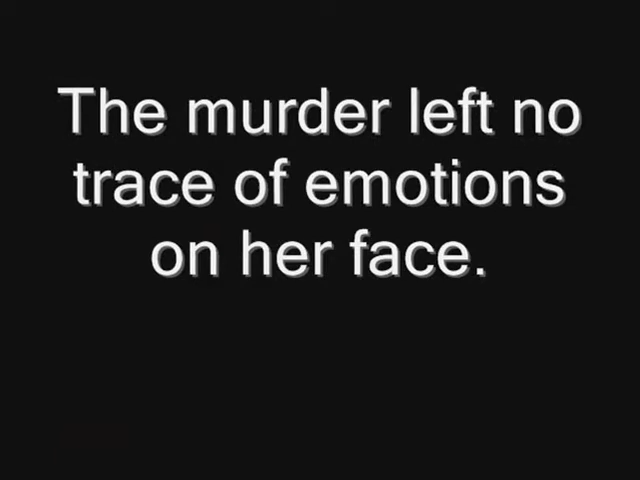 The murder left no
trace of emotions
on her face.